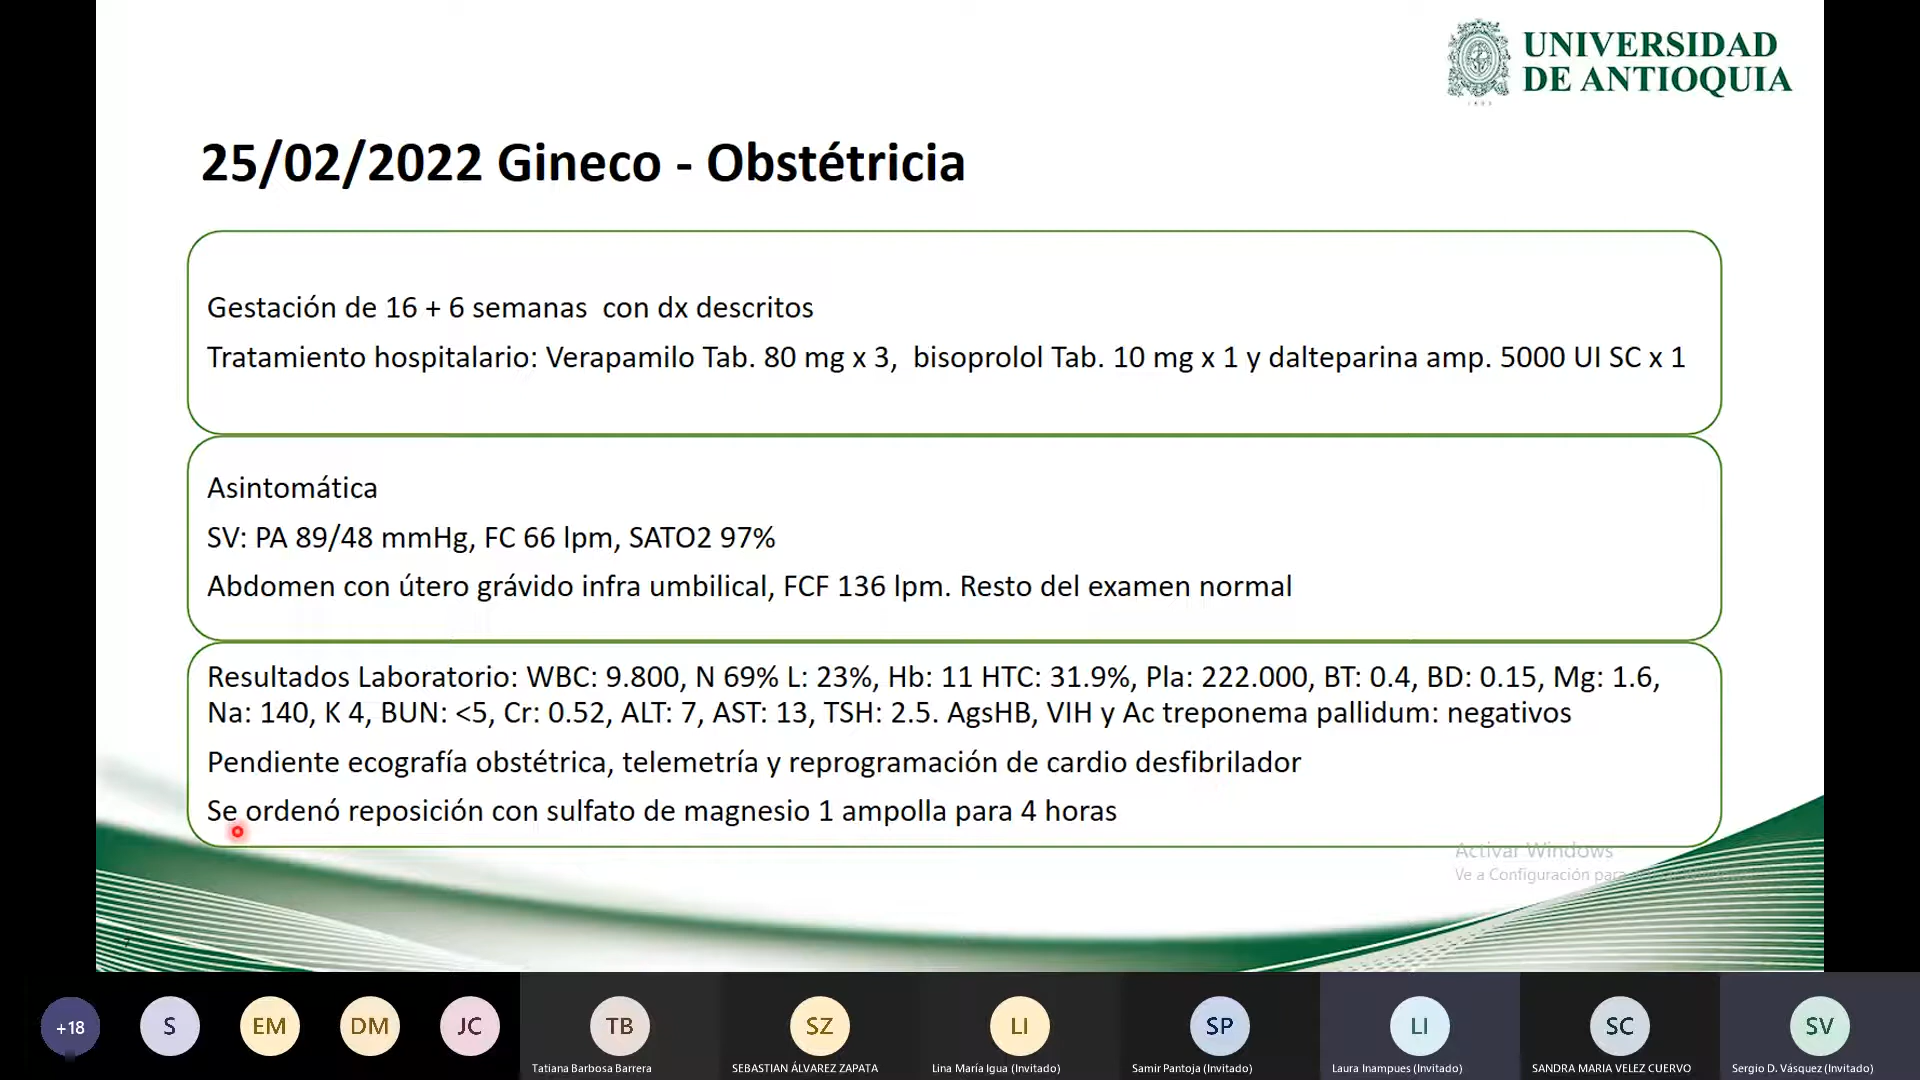 UNIVERSIDAD
DE ANTIOQUIA
1803
25/02/2022 Gineco - Obstétricia
Gestación de 16 + 6 semanas  con dx descritos
Tratamiento hospitalario: Verapamilo Tab. 80 mg x 3,  bisoprolol Tab. 10 mg x 1 y dalteparina amp. 5000 UI SC x 1
Asintomática
SV: PA 89/48 mmHg, FC 66 lpm, SATO2 97%
Abdomen con útero grávido infra umbilical, FCF 136 lpm. Resto del examen normal
Resultados Laboratorio: WBC: 9.800, N 69% L: 23%, Hb: 11 HTC: 31.9%, Pla: 222.000, BT: 0.4, BD: 0.15, Mg: 1.6,
Na: 140, K 4, BUN: <5, Cr: 0.52, ALT: 7, AST: 13, TSH: 2.5. AgsHB, VIH y Ac treponema pallidum: negativos
Pendiente ecografía obstétrica, telemetría y reprogramación de cardio desfibrilador
Se ordenó reposición con sulfato de magnesio 1 ampolla para 4 horas
Activar Windows
Ve a Configuración para
7
+18 S EM DM JC TB SZ LI SP LI SC SV
Tatiana Barbosa Barrera SEBASTIAN ÁLVAREZ ZAPATA Lina María Igua (Invitado) Samir Pantoja (Invitado) Laura Inampues (Invitado) SANDRA MARIA VELEZ CUERVO Sergio D. Vásquez (Invitado)